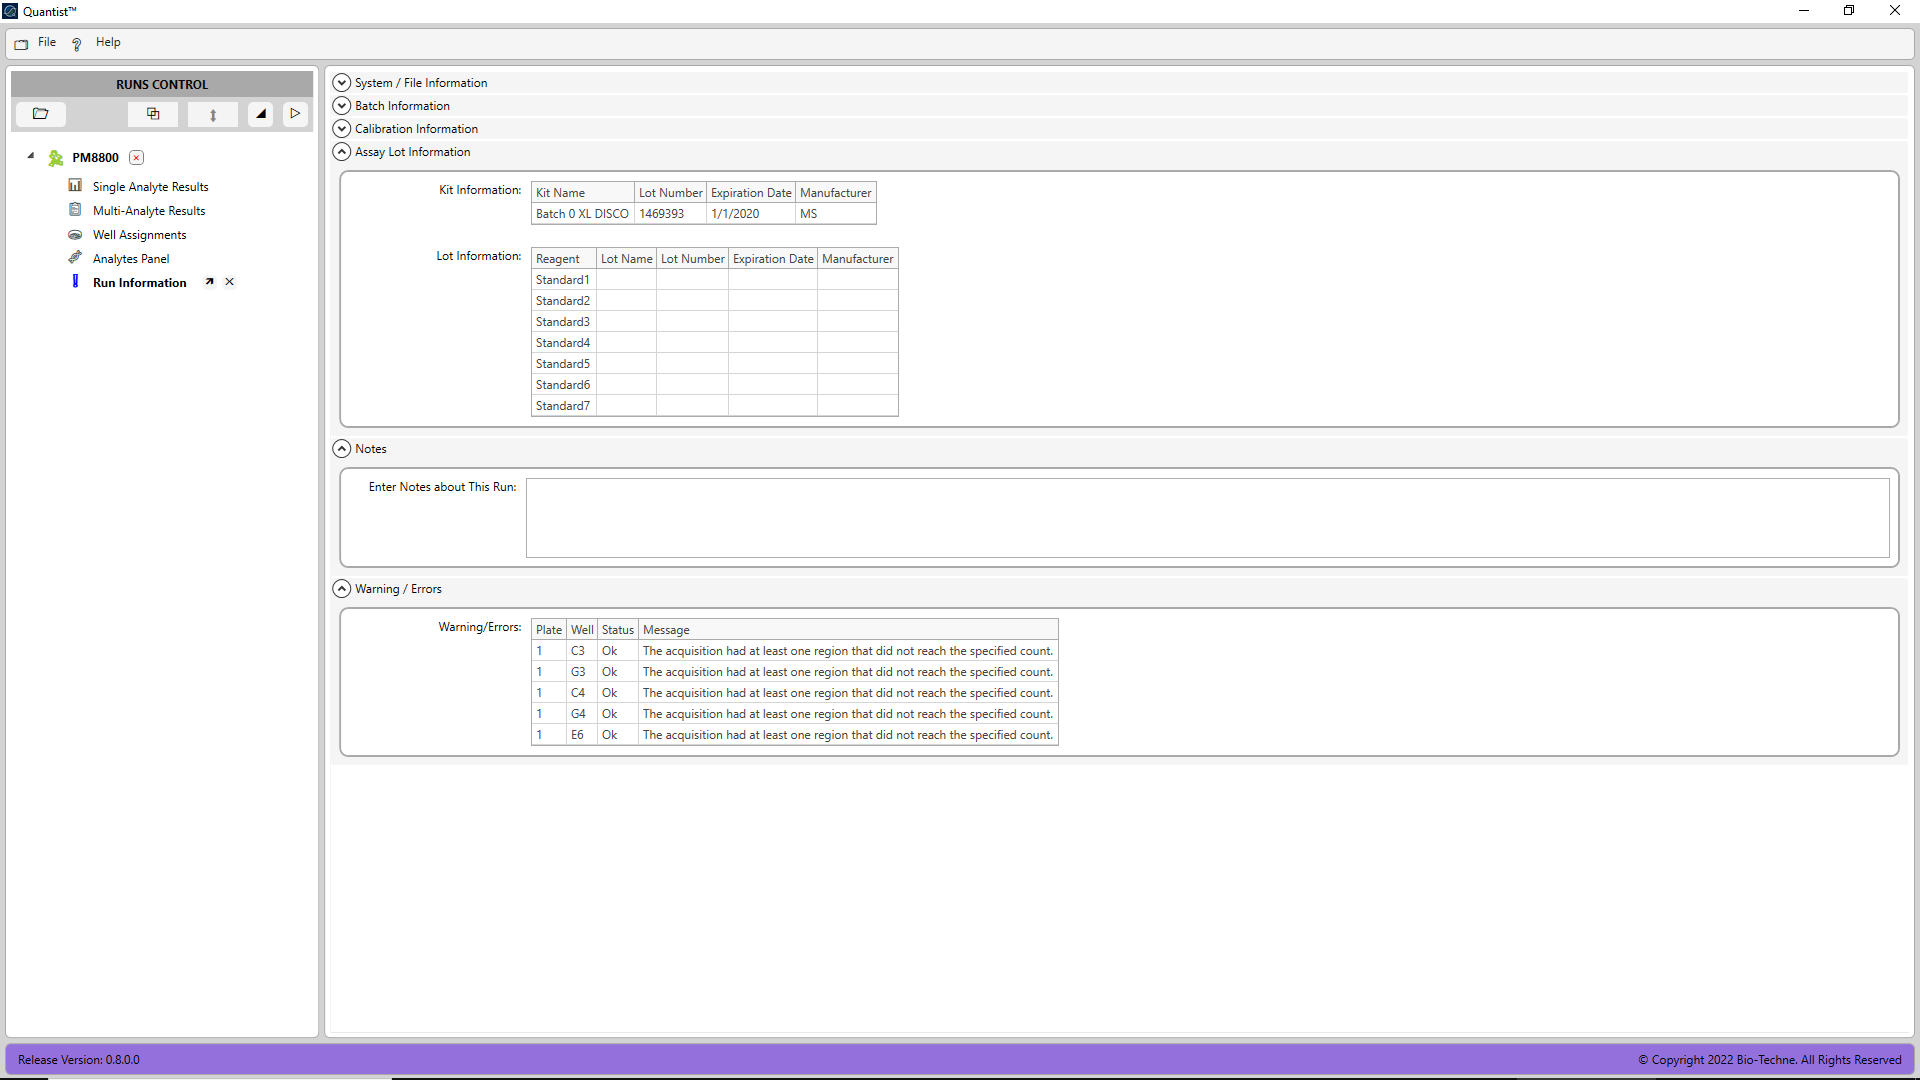 Quantist™
File Help
RUNS CONTROL
PM8800
Single Analyte Results
Multi-Analyte Results
Well Assignments
Analytes Panel
Run Information
System / File Information
Batch Information
Calibration Information
Assay Lot Information
Kit Information:
Kit Name Lot Number Expiration Date Manufacturer
Batch 0 XL DISCO 1469393 1/1/2020 MS
Lot Information:
Reagent Lot Name Lot Number Expiration Date Manufacturer
Standard1
Standard2
Standard3
Standard4
Standard5
Standard6
Standard7
Notes
Enter Notes about This Run:
Warning / Errors
Warning/Errors:
Plate Well Status Message
1 C3 Ok The acquisition had at least one region that did not reach the specified count.
1 G3 Ok The acquisition had at least one region that did not reach the specified count.
1 C4 Ok The acquisition had at least one region that did not reach the specified count.
1 G4 Ok The acquisition had at least one region that did not reach the specified count.
1 E6 Ok The acquisition had at least one region that did not reach the specified count.
Release Version: 0.8.0.0
© Copyright 2022 Bio-Techne. All Rights Reserved